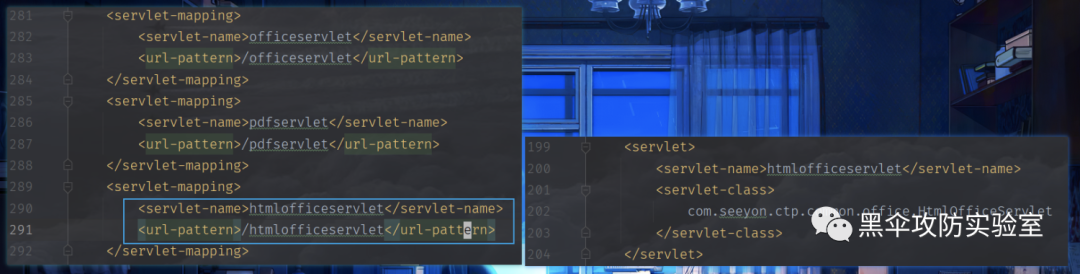 281 <servlet-mapping>
282 <servlet-name>officeservlet</servlet-name>
283 <url-pattern>/officeservlet</url-pattern>
284 </servlet-mapping>
285 <servlet-mapping>
286 <servlet-name>pdfservlet</servlet-name>
287 <url-pattern>/pdfservlet</url-pattern>
288 </servlet-mapping>
289 <servlet-mapping>
290 <servlet-name>htmlofficeservlet</servlet-name>
291 <url-pattern>/htmlofficeservlet</url-pattern>
292 </servlet-mapping>
199 <servlet>
200 <servlet-name>htmlofficeservlet</servlet-name>
201 <servlet-class>
202 com.seeyon.ctp.common.office.HtmlOfficeServlet
203 </servlet-class>
204 </servlet>
黑伞攻防实验室